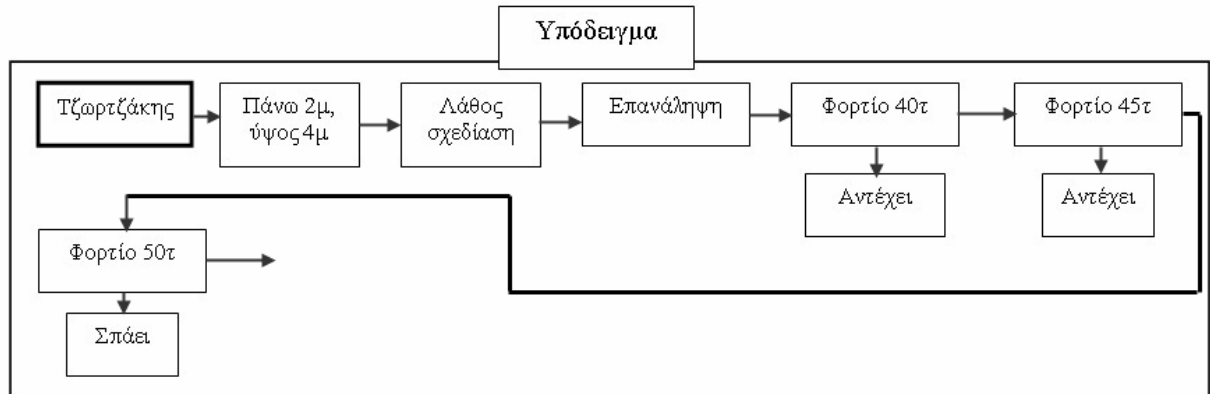 Υπόδειγμα
Τζωρτζάκης
Πάνω 2μ,
ύψος 4μ
Λάθος
σχεδίαση
Επανάληψη
Φορτίο 40τ
Φορτίο 45τ
Αντέχει
Αντέχει
Φορτίο 50τ
Σπάει